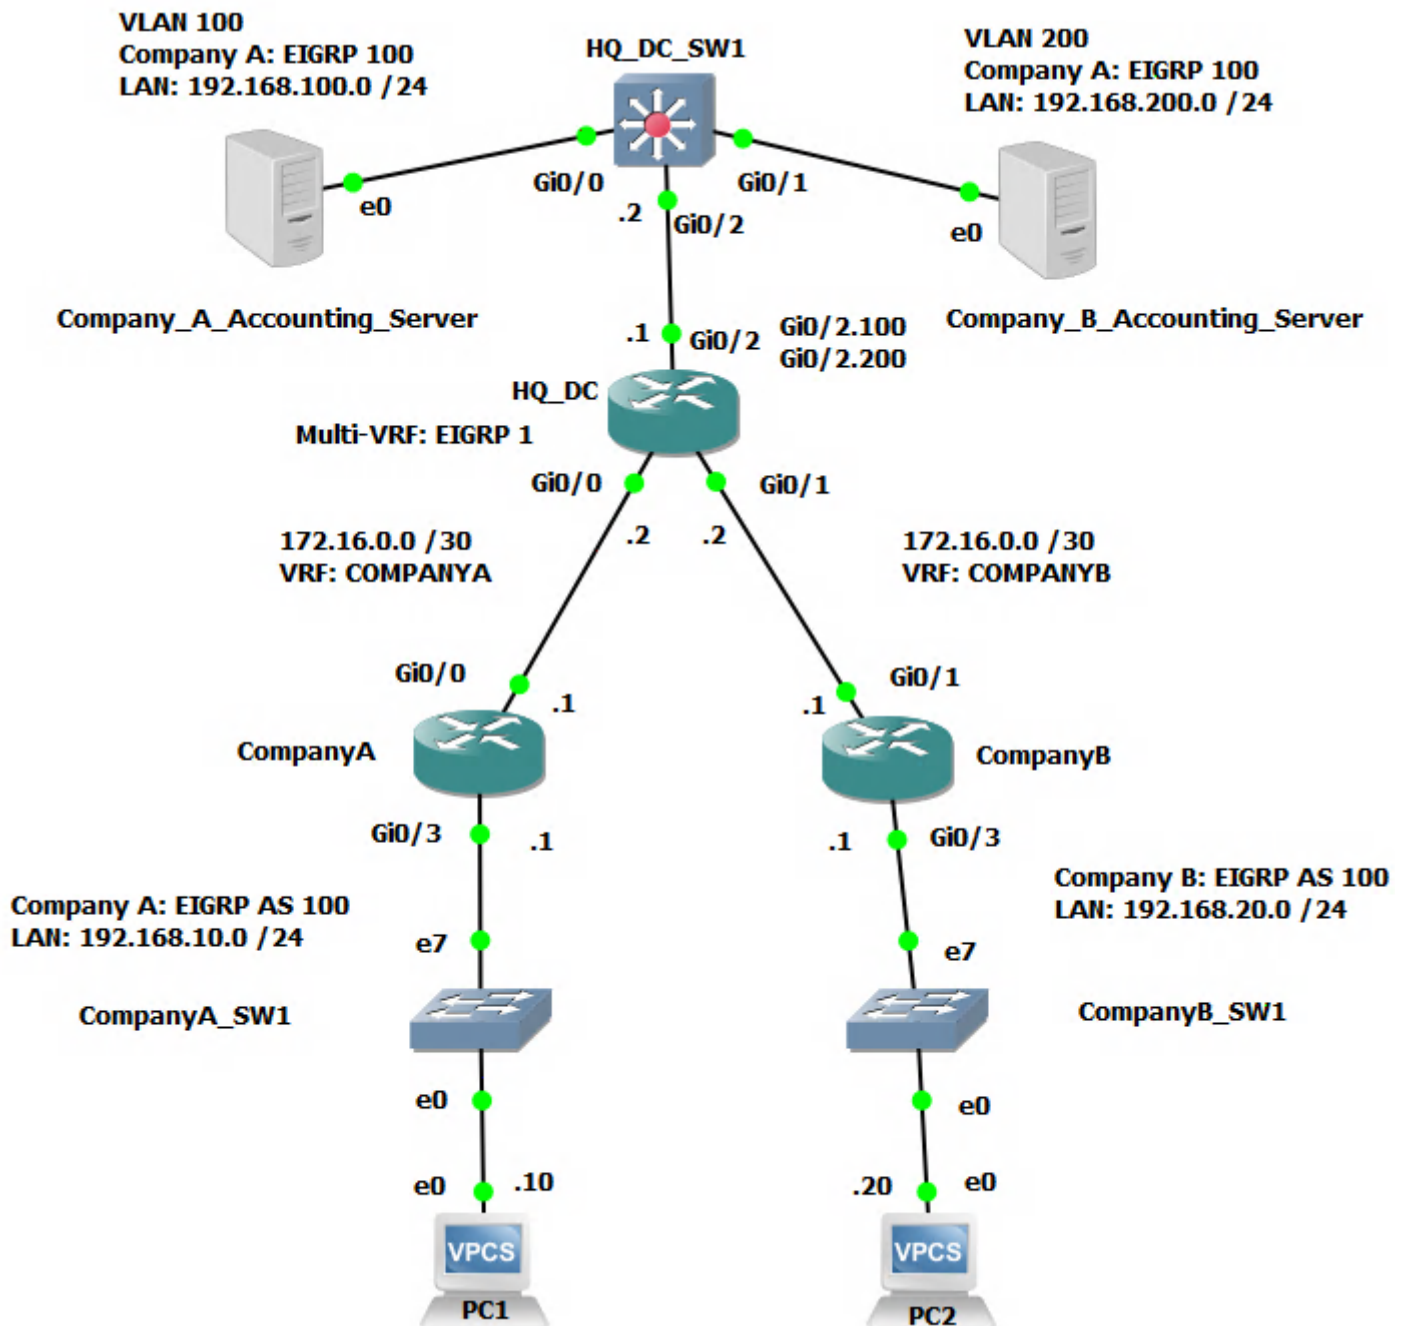 VLAN 100
Company A: EIGRP 100
LAN: 192.168.100.0 /24
HQ_DC_SW1
VLAN 200
Company A: EIGRP 100
LAN: 192.168.200.0 /24
Gi0/0
Gi0/1
e0
.2
Gi0/2
e0
Company_A_Accounting_Server
.1
Gi0/2
Gi0/2.100
Gi0/2.200
Company_B_Accounting_Server
HQ_DC
Multi-VRF: EIGRP 1
Gi0/0
Gi0/1
172.16.0.0 /30
VRF: COMPANYA
.2
.2
172.16.0.0 /30
VRF: COMPANYB
Gi0/0
.1
Gi0/1
.1
CompanyA
CompanyB
Gi0/3
.1
.1
Gi0/3
Company A: EIGRP AS 100
LAN: 192.168.10.0 /24
Company B: EIGRP AS 100
LAN: 192.168.20.0 /24
e7
e7
CompanyA_SW1
CompanyB_SW1
e0
e0
e0
.10
.20
e0
VPCS
VPCS
PC1
PC2